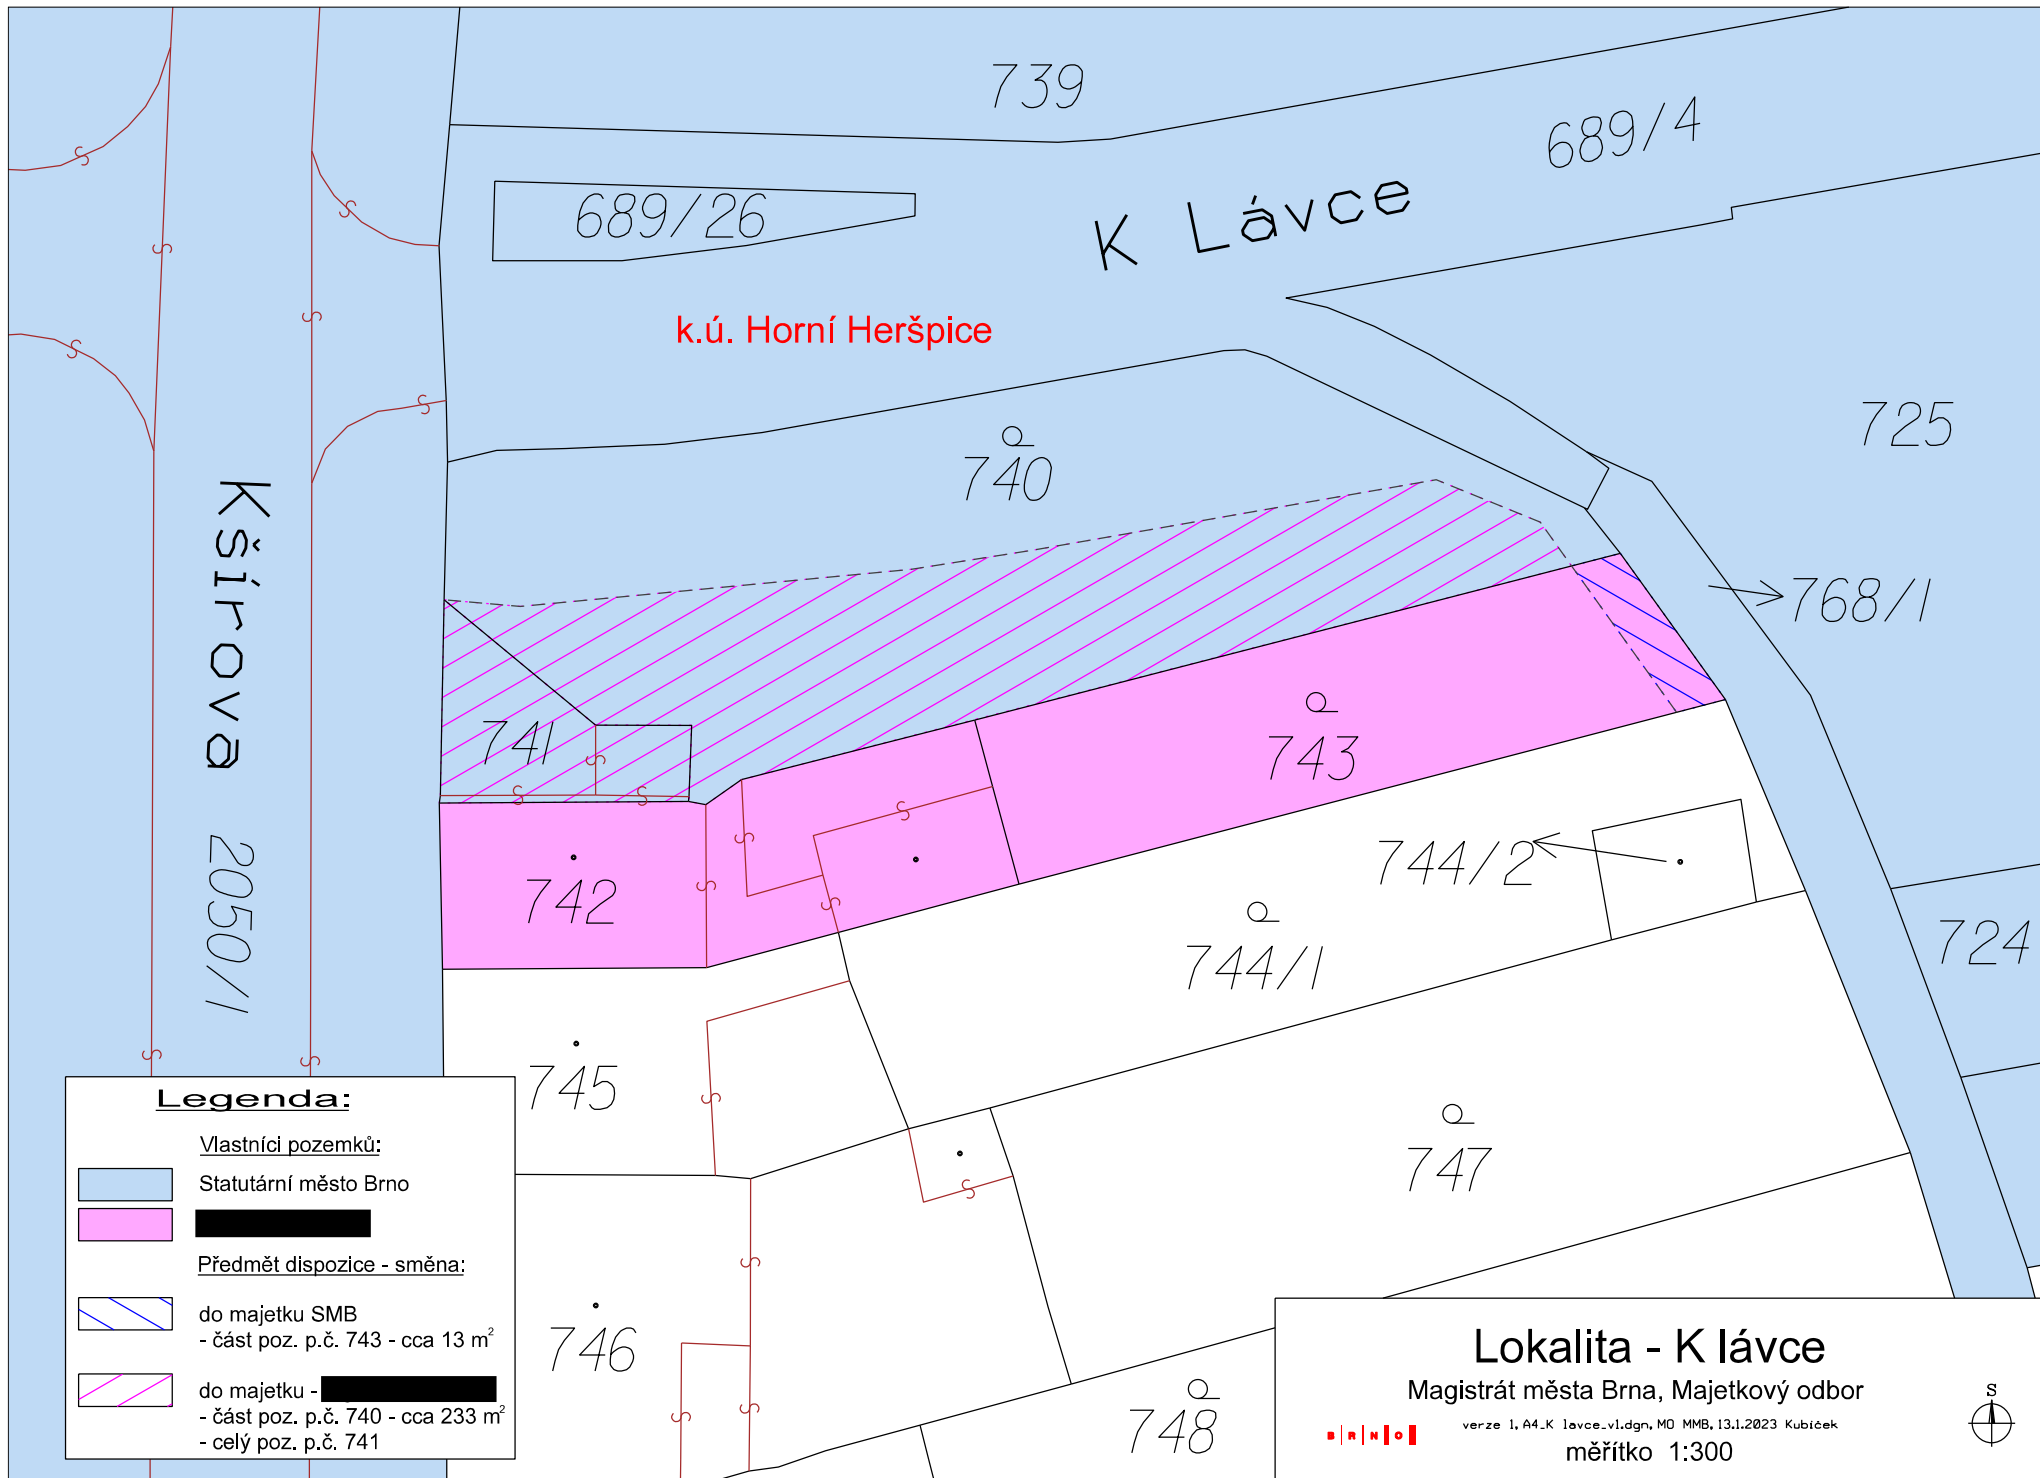 739
689/4
689/26
K Lávce
k.ú. Horní Heršpice
725
740
Kšírova
2050/1
768/1
741
743
742
744/2
744/1
724
745
747
746
748
Legenda:
Vlastníci pozemků:
Statutární město Brno
Předmět dispozice - směna:
do majetku SMB
- část poz. p.č. 743 - cca 13 m²
do majetku -
- část poz. p.č. 740 - cca 233 m²
- celý poz. p.č. 741
Lokalita - K lávce
Magistrát města Brna, Majetkový odbor
verze 1, A4_K lavce_v1.dgn, MO MMB, 13.1.2023 Kubíček
B R N O
měřítko 1:300
S